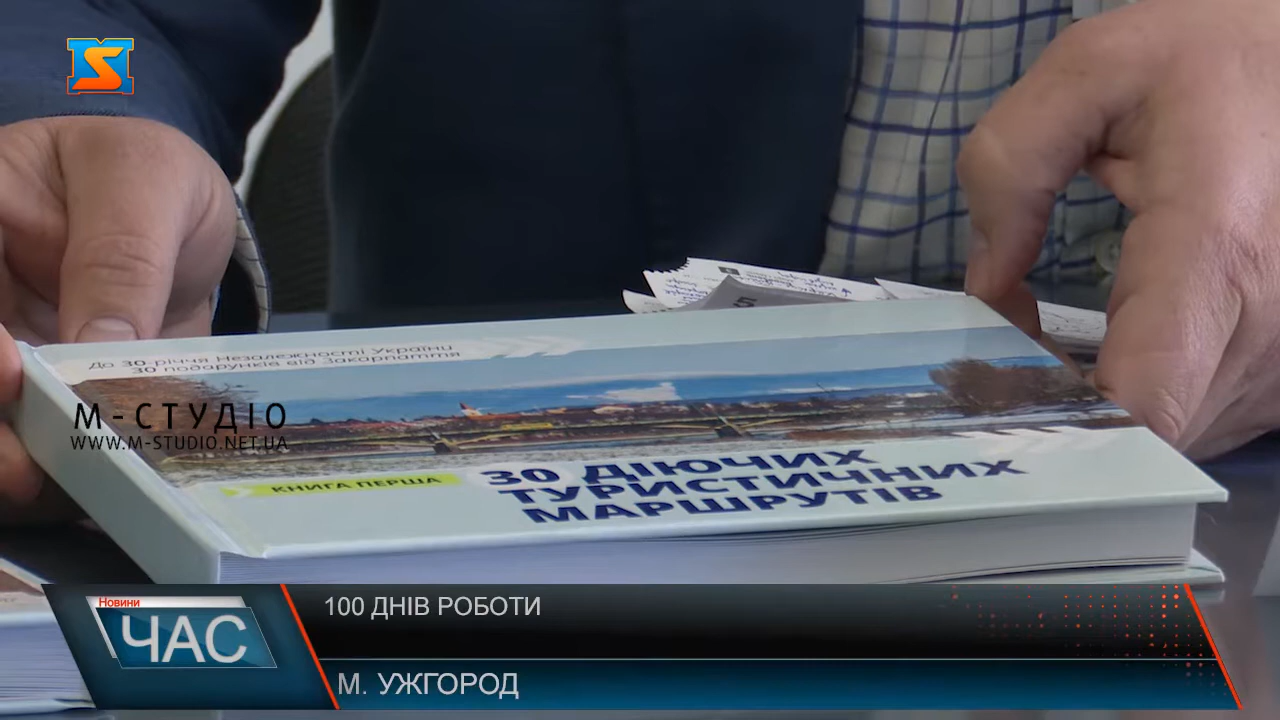 До 30-річчя Незалежності України
30 подарунків від Закарпаття
М-СТУДІО
WWW.M-STUDIO.NET.UA
КНИГА ПЕРША
30 ДІЮЧИХ
ТУРИСТИЧНИХ
МАРШРУТІВ
Новини
ЧАС
100 ДНІВ РОБОТИ
М. УЖГОРОД